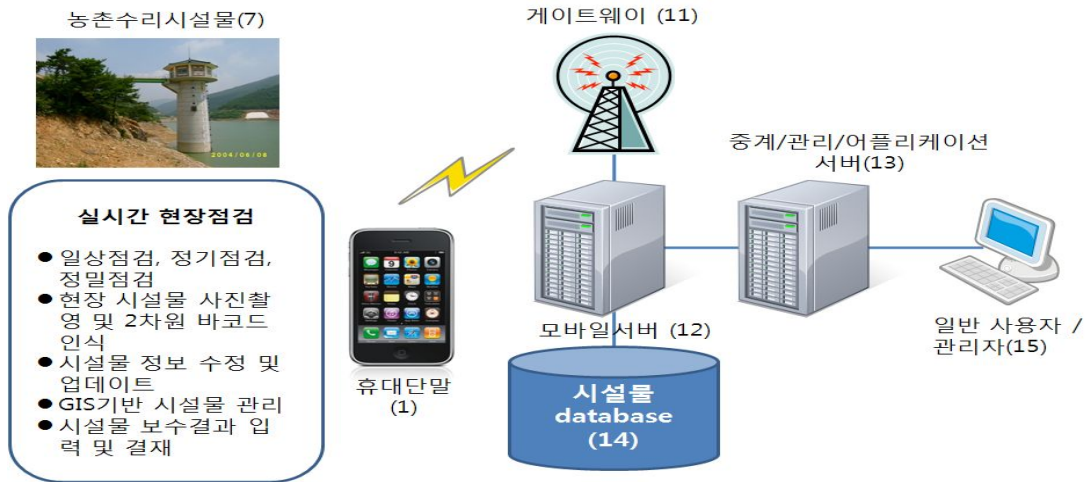 농촌수리시설물(7)
게이트웨이 (11)
2004/06/08
중계/관리/어플리케이션
서버(13)
실시간 현장점검
● 일상점검, 정기점검,
정밀점검
● 현장 시설물 사진촬
영 및 2차원 바코드
인식
● 시설물 정보 수정 및
업데이트
● GIS기반 시설물 관리
● 시설물 보수결과 입
력 및 결재
휴대단말
(1)
모바일서버 (12)
시설물
database
(14)
일반 사용자 /
관리자(15)